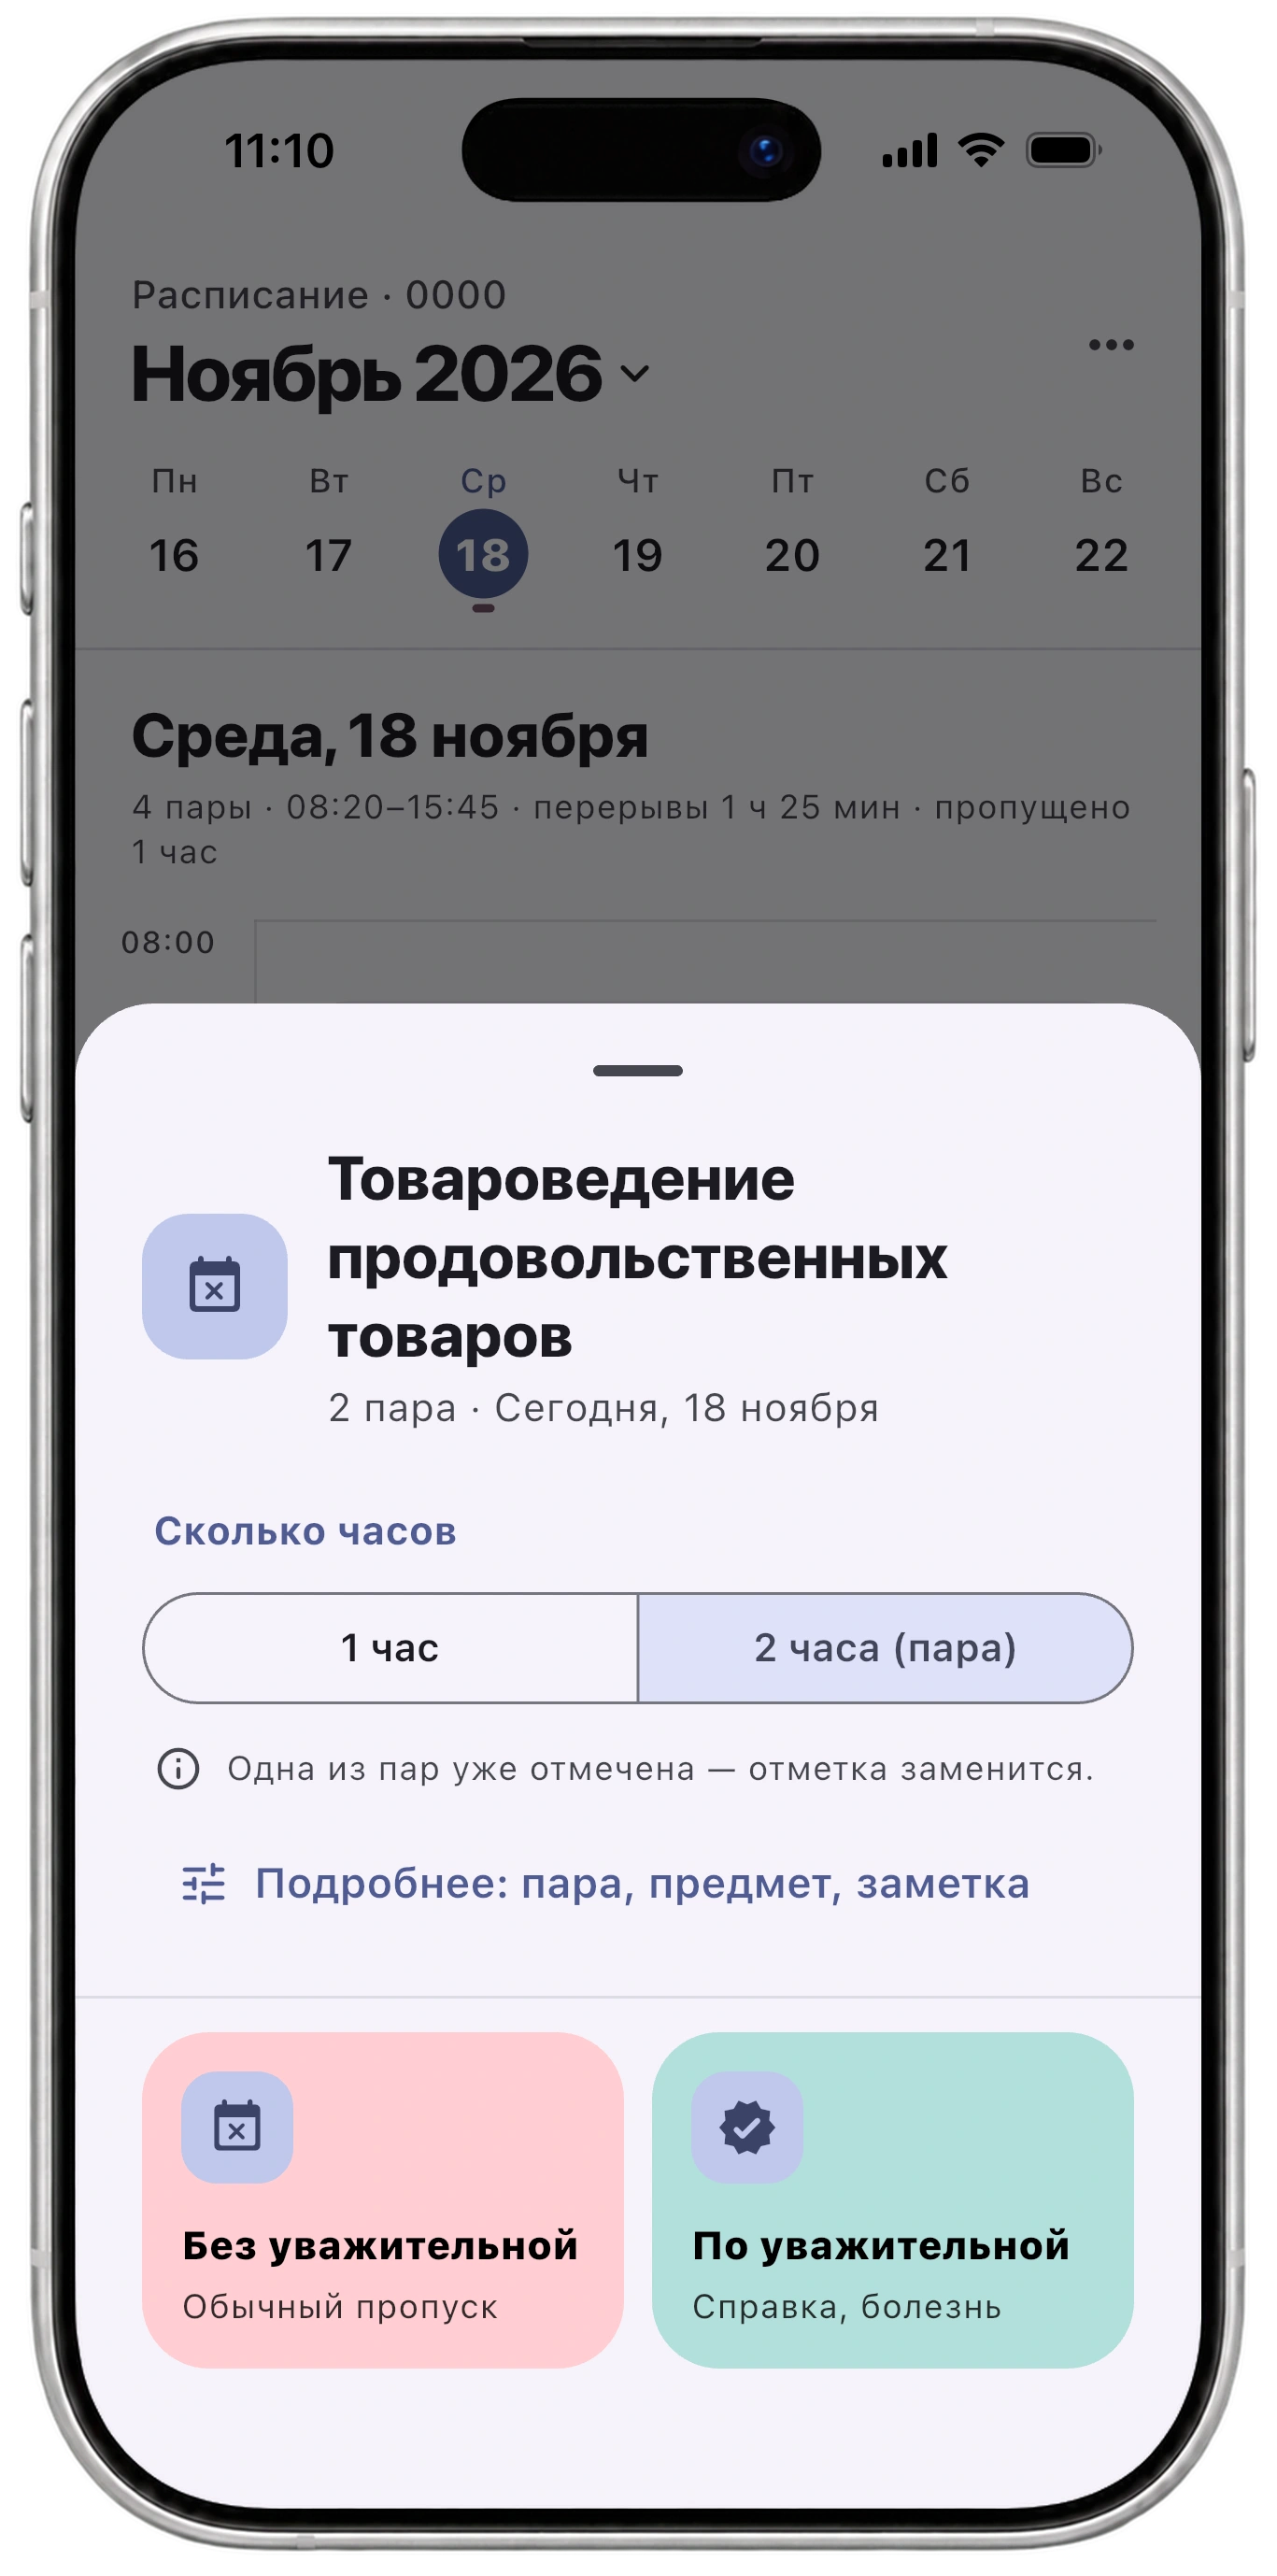 11:10
Расписание · 0000
Ноябрь 2026
Пн Вт Ср Чт Пт Сб Вс
16 17 18 19 20 21 22
Среда, 18 ноября
4 пары · 08:20–15:45 · перерывы 1 ч 25 мин · пропущено
1 час
08:00
Товароведение
продовольственных
товаров
2 пара · Сегодня, 18 ноября
Сколько часов
1 час
2 часа (пара)
Одна из пар уже отмечена — отметка заменится.
Подробнее: пара, предмет, заметка
Без уважительной
Обычный пропуск
По уважительной
Справка, болезнь